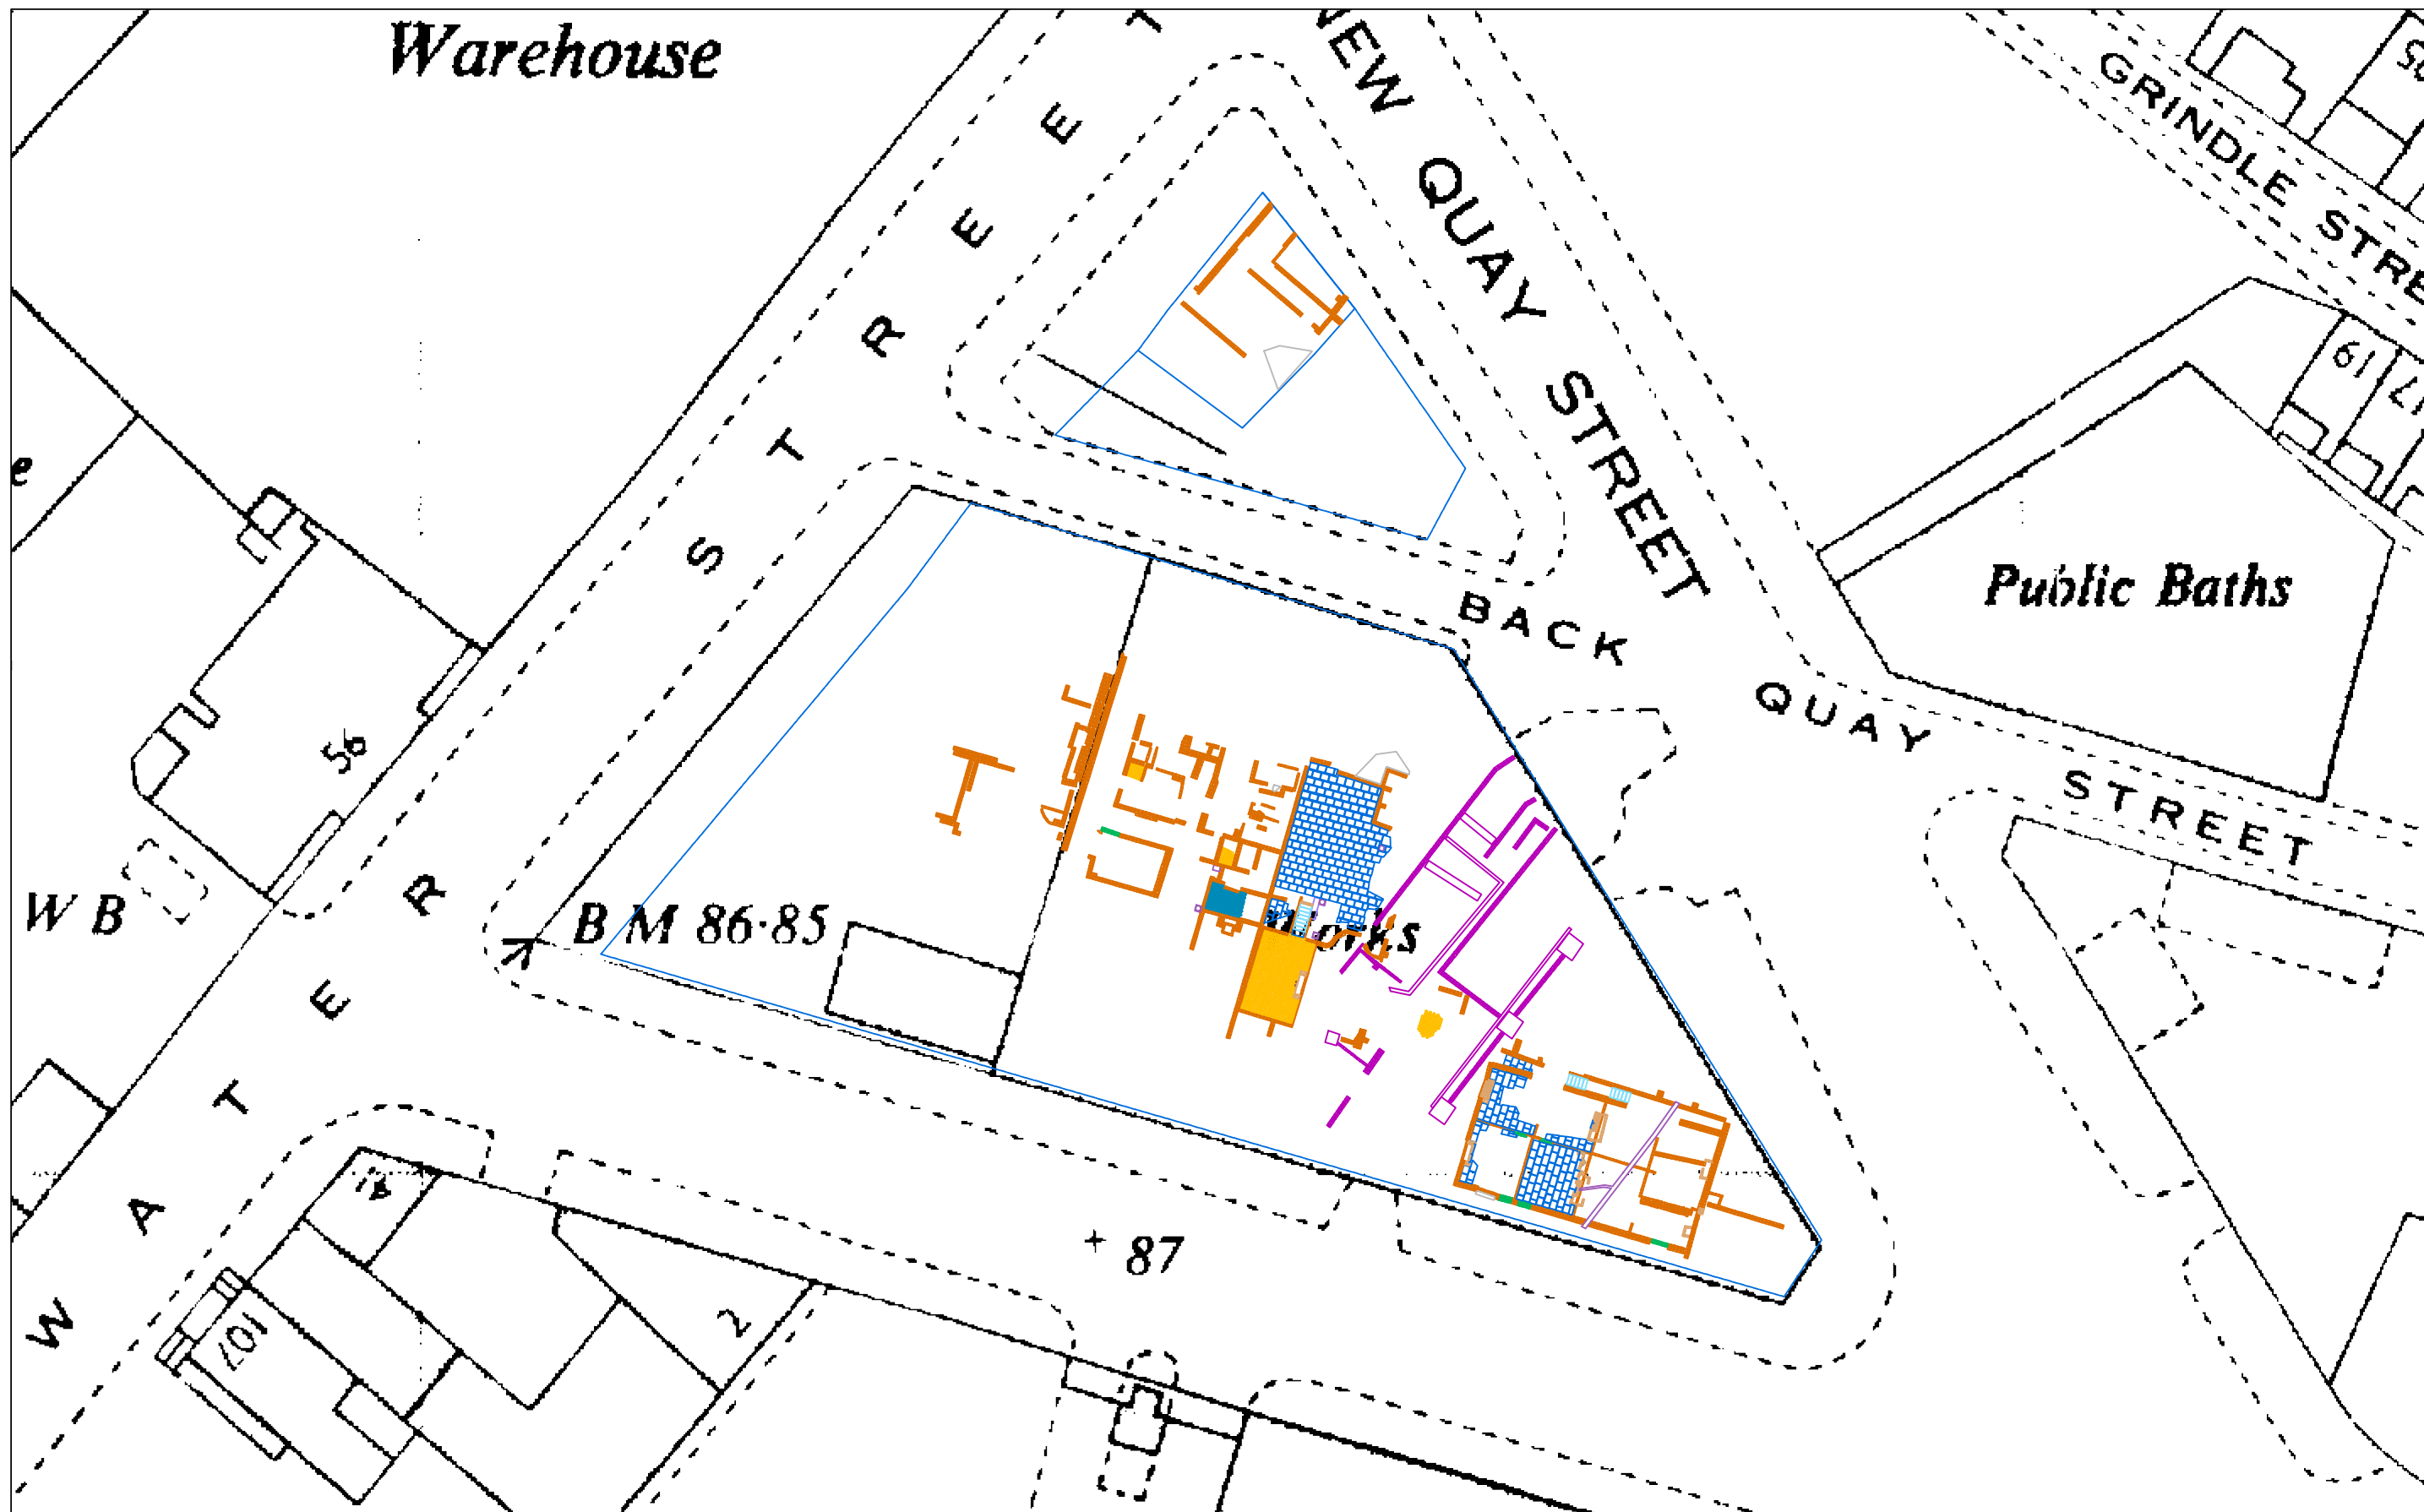 Warehouse
NEW QUAY STREET
GRINDLE STRE
WATER STREET
e
19
17
Public Baths
BACK QUAY STREET
56
W B
B M 86·85
Works
+ 87
2
107